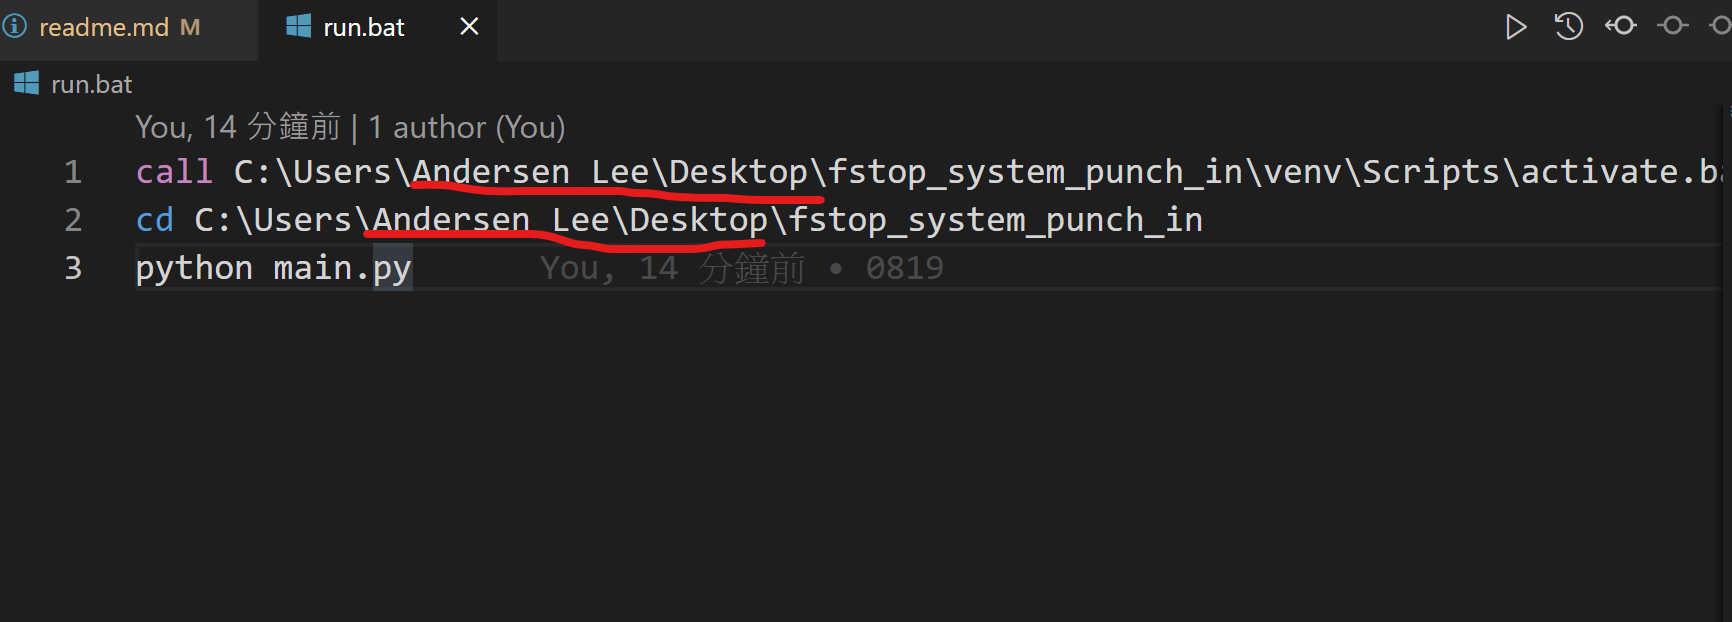 readme.md M run.bat
run.bat
You, 14 分鐘前 | 1 author (You)
1 call C:\Users\Andersen Lee\Desktop\fstop_system_punch_in\venv\Scripts\activate.ba
2 cd C:\Users\Andersen Lee\Desktop\fstop_system_punch_in
3 python main.py You, 14 分鐘前 • 0819